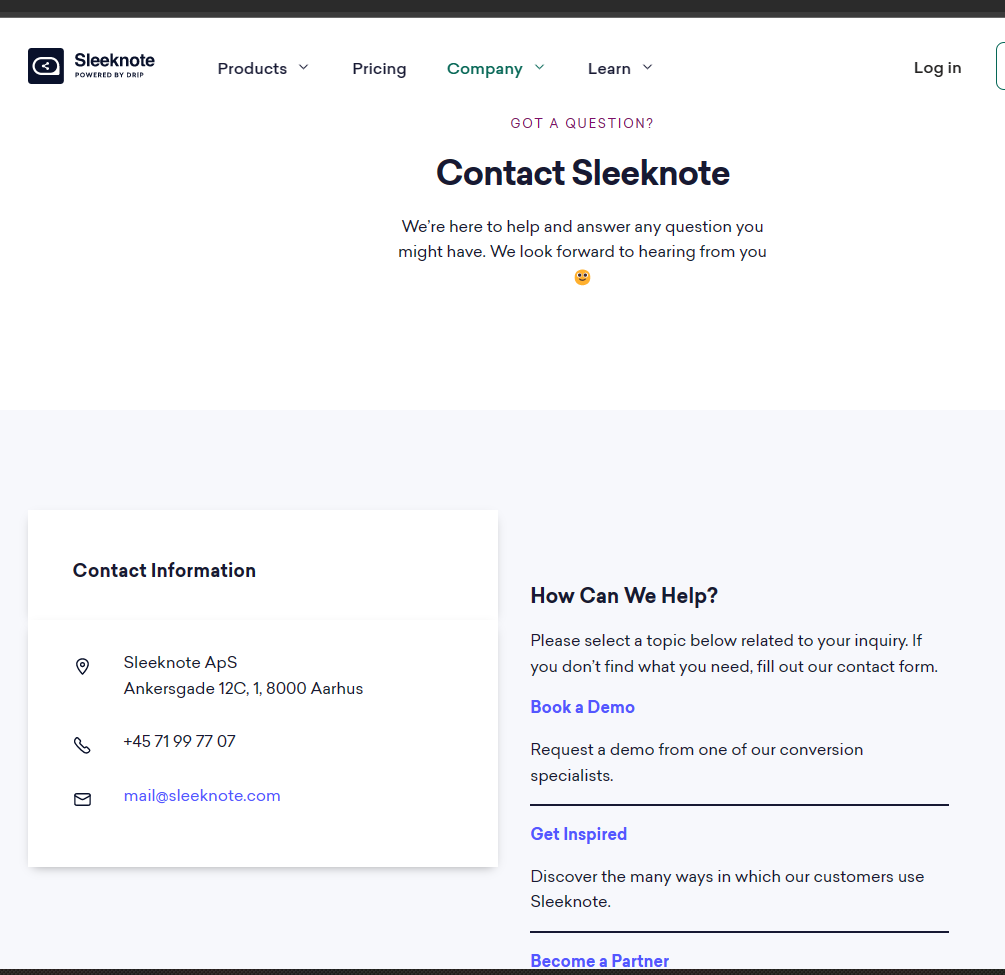 Sleeknote
POWERED BY DRIP
Products
Pricing
Company
Learn
Log in
GOT A QUESTION?
Contact Sleeknote
We’re here to help and answer any question you
might have. We look forward to hearing from you
🙂
Contact Information
Sleeknote ApS
Ankersgade 12C, 1, 8000 Aarhus
+45 71 99 77 07
mail@sleeknote.com
How Can We Help?
Please select a topic below related to your inquiry. If
you don’t find what you need, fill out our contact form.
Book a Demo
Request a demo from one of our conversion
specialists.
Get Inspired
Discover the many ways in which our customers use
Sleeknote.
Become a Partner